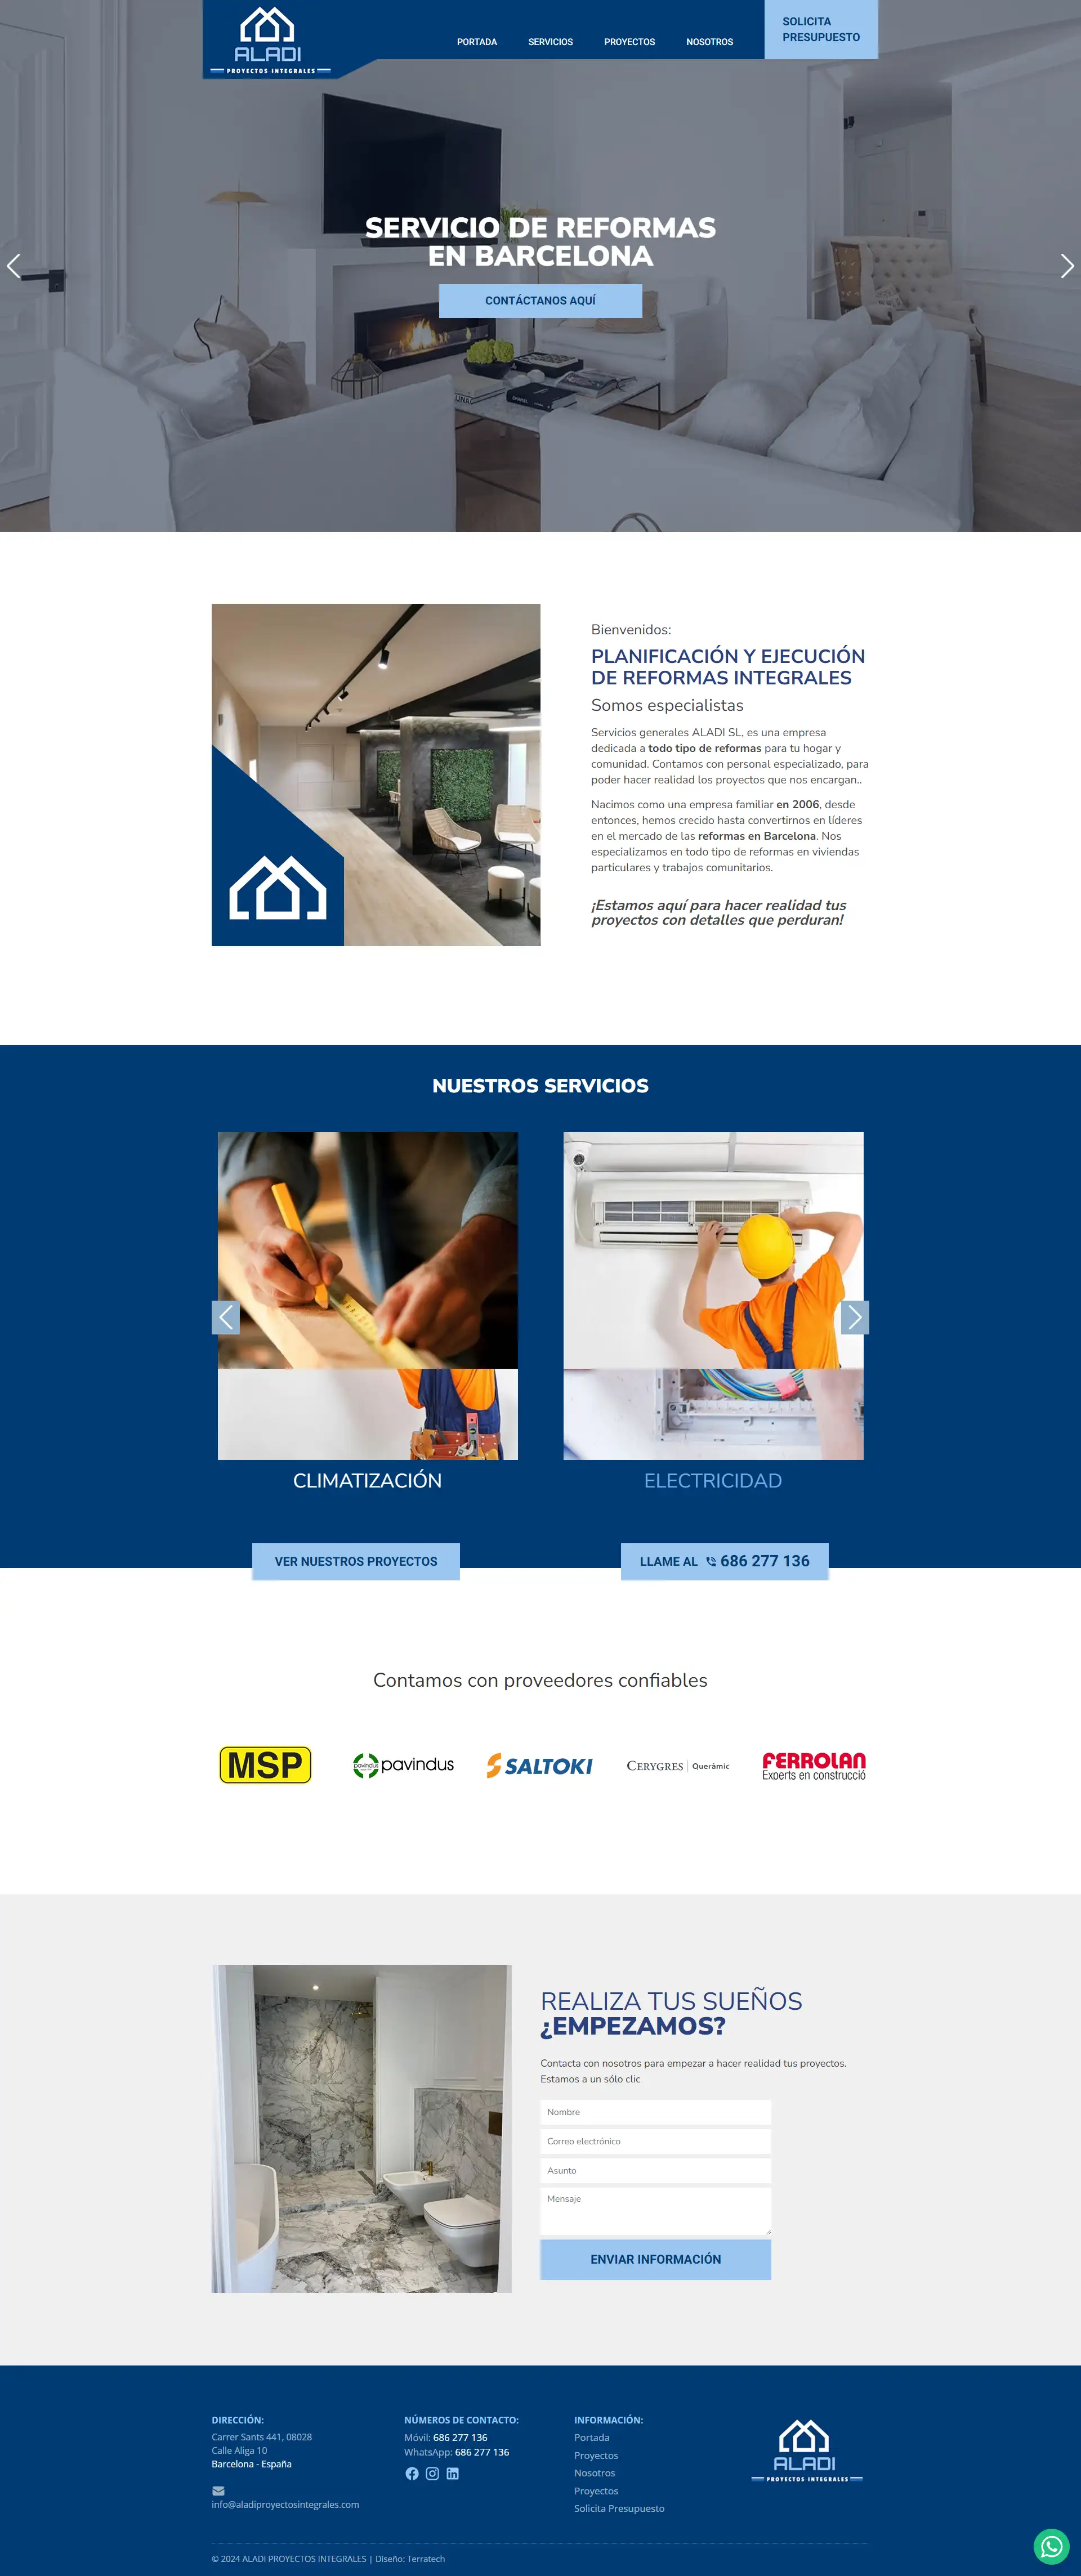 ALADI
PROYECTOS INTEGRALES
PORTADA
SERVICIOS
PROYECTOS
NOSOTROS
SOLICITA
PRESUPUESTO
SERVICIO DE REFORMAS
EN BARCELONA
CONTÁCTANOS AQUÍ
CHANEL
Bienvenidos:
PLANIFICACIÓN Y EJECUCIÓN
DE REFORMAS INTEGRALES
Somos especialistas
Servicios generales ALADI SL, es una empresa
dedicada a todo tipo de reformas para tu hogar y
comunidad. Contamos con personal especializado, para
poder hacer realidad los proyectos que nos encargan..
Nacimos como una empresa familiar en 2006, desde
entonces, hemos crecido hasta convertirnos en líderes
en el mercado de las reformas en Barcelona. Nos
especializamos en todo tipo de reformas en viviendas
particulares y trabajos comunitarios.
¡Estamos aquí para hacer realidad tus
proyectos con detalles que perduran!
NUESTROS SERVICIOS
CLIMATIZACIÓN
ELECTRICIDAD
VER NUESTROS PROYECTOS
LLAME AL 686 277 136
Contamos con proveedores confiables
MSP
pavindus
pavindus
SALTOKI
CERYGRES | Queràmic
FERROLAN
Experts en construcció
REALIZA TUS SUEÑOS
¿EMPEZAMOS?
Contacta con nosotros para empezar a hacer realidad tus proyectos.
Estamos a un sólo clic
Nombre
Correo electrónico
Asunto
Mensaje
ENVIAR INFORMACIÓN
DIRECCIÓN:
Carrer Sants 441, 08028
Calle Aliga 10
Barcelona - España
info@aladiproyectosintegrales.com
NÚMEROS DE CONTACTO:
Móvil: 686 277 136
WhatsApp: 686 277 136
INFORMACIÓN:
Portada
Proyectos
Nosotros
Proyectos
Solicita Presupuesto
ALADI
PROYECTOS INTEGRALES
© 2024 ALADI PROYECTOS INTEGRALES | Diseño: Terratech